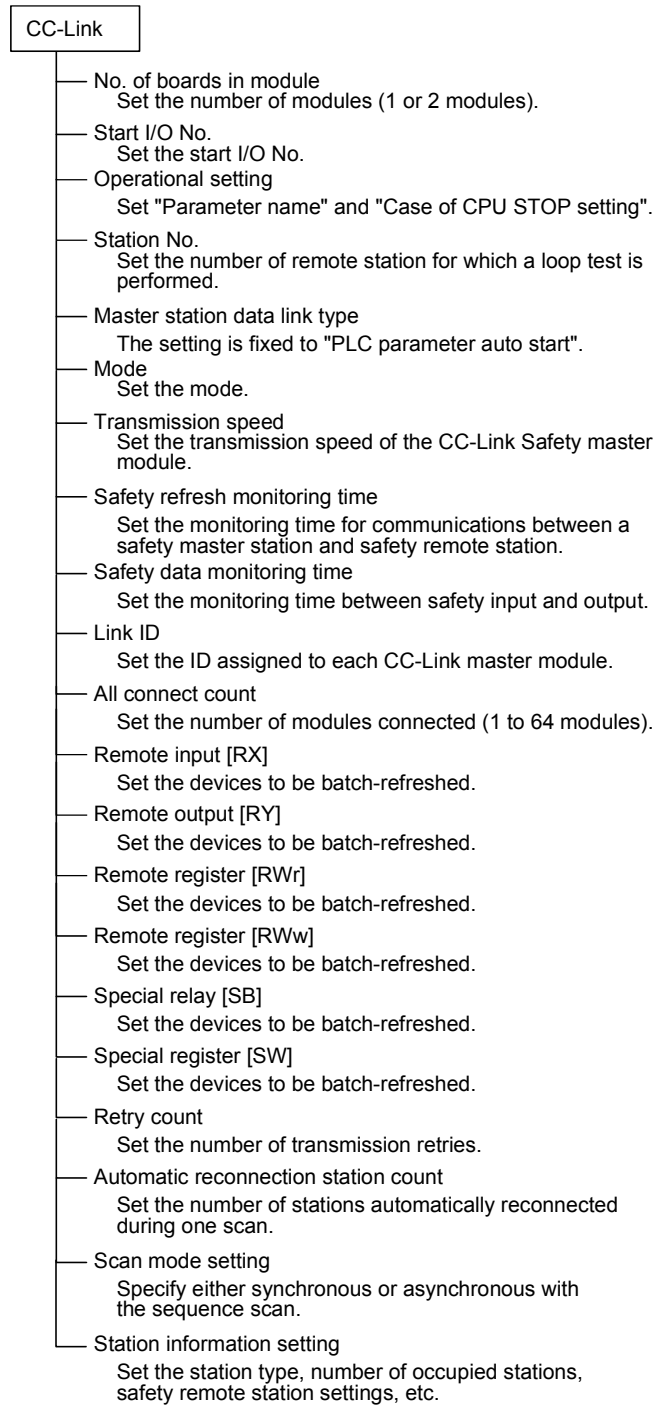 CC-Link
No. of boards in module
Set the number of modules (1 or 2 modules).
Start I/O No.
Set the start I/O No.
Operational setting
Set "Parameter name" and "Case of CPU STOP setting".
Station No.
Set the number of remote station for which a loop test is
performed.
Master station data link type
The setting is fixed to "PLC parameter auto start".
Mode
Set the mode.
Transmission speed
Set the transmission speed of the CC-Link Safety master
module.
Safety refresh monitoring time
Set the monitoring time for communications between a
safety master station and safety remote station.
Safety data monitoring time
Set the monitoring time between safety input and output.
Link ID
Set the ID assigned to each CC-Link master module.
All connect count
Set the number of modules connected (1 to 64 modules).
Remote input [RX]
Set the devices to be batch-refreshed.
Remote output [RY]
Set the devices to be batch-refreshed.
Remote register [RWr]
Set the devices to be batch-refreshed.
Remote register [RWw]
Set the devices to be batch-refreshed.
Special relay [SB]
Set the devices to be batch-refreshed.
Special register [SW]
Set the devices to be batch-refreshed.
Retry count
Set the number of transmission retries.
Automatic reconnection station count
Set the number of stations automatically reconnected
during one scan.
Scan mode setting
Specify either synchronous or asynchronous with
the sequence scan.
Station information setting
Set the station type, number of occupied stations,
safety remote station settings, etc.